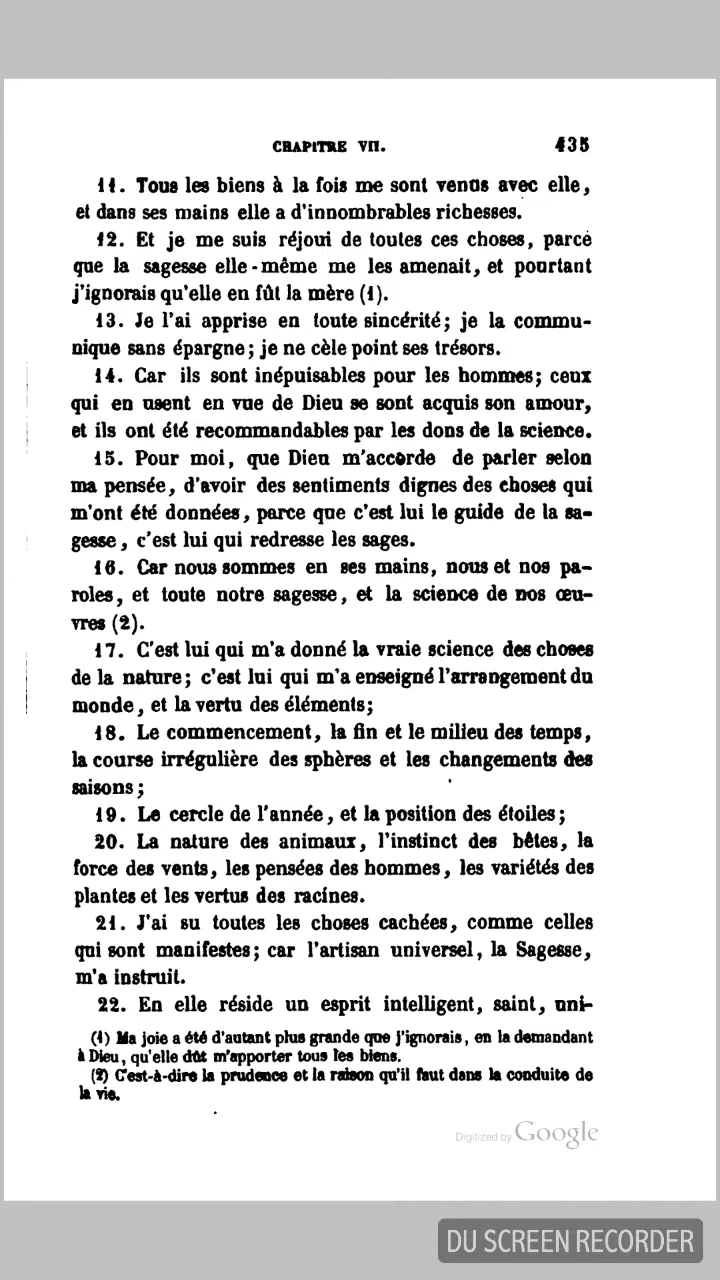 CHAPITRE VII. 435
11. Tous les biens à la fois me sont venus avec elle,
et dans ses mains elle a d'innombrables richesses.
12. Et je me suis réjoui de toutes ces choses, parce
que la sagesse elle-même me les amenait, et pourtant
j'ignorais qu'elle en fût la mère (1).
13. Je l'ai apprise en toute sincérité; je la commu-
nique sans épargne; je ne cèle point ses trésors.
14. Car ils sont inépuisables pour les hommes; ceux
qui en usent en vue de Dieu se sont acquis son amour,
et ils ont été recommandables par les dons de la science.
15. Pour moi, que Dieu m'accorde de parler selon
ma pensée, d'avoir des sentiments dignes des choses qui
m'ont été données, parce que c'est lui le guide de la sa-
gesse, c'est lui qui redresse les sages.
16. Car nous sommes en ses mains, nous et nos pa-
roles, et toute notre sagesse, et la science de nos œu-
vres (2).
17. C'est lui qui m'a donné la vraie science des choses
de la nature; c'est lui qui m'a enseigné l'arrangement du
monde, et la vertu des éléments;
18. Le commencement, la fin et le milieu des temps,
la course irrégulière des sphères et les changements des
saisons;
19. Le cercle de l'année, et la position des étoiles;
20. La nature des animaux, l'instinct des bêtes, la
force des vents, les pensées des hommes, les variétés des
plantes et les vertus des racines.
21. J'ai su toutes les choses cachées, comme celles
qui sont manifestes; car l'artisan universel, la Sagesse,
m'a instruit.
22. En elle réside un esprit intelligent, saint, uni-
(1) Ma joie a été d'autant plus grande que j'ignorais, en la demandant
à Dieu, qu'elle dût m'apporter tous les biens.
(2) C'est-à-dire la prudence et la raison qu'il faut dans la conduite de
la vie.
Digitized by Google
DU SCREEN RECORDER